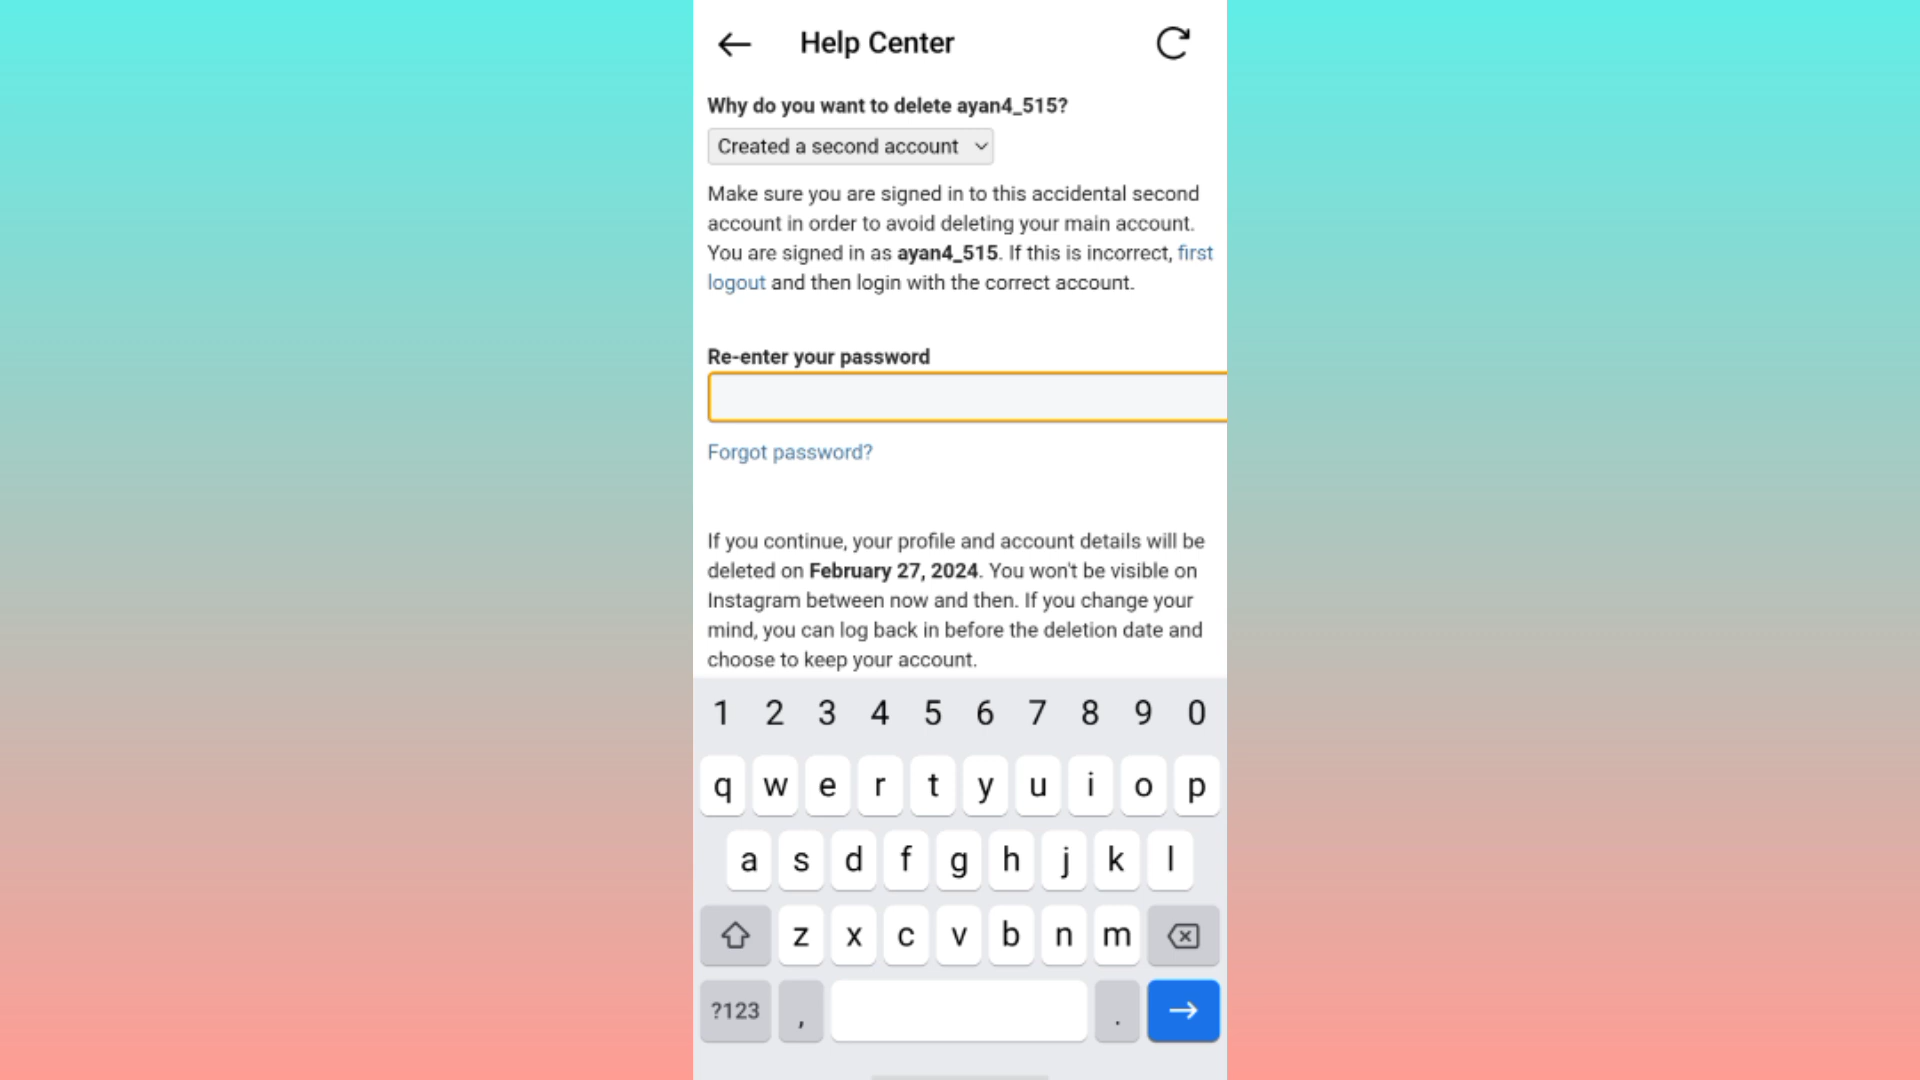 Help Center
Why do you want to delete ayan4_515?
Created a second account
Make sure you are signed in to this accidental second
account in order to avoid deleting your main account.
You are signed in as ayan4_515. If this is incorrect, first
logout and then login with the correct account.
Re-enter your password
Forgot password?
If you continue, your profile and account details will be
deleted on February 27, 2024. You won't be visible on
Instagram between now and then. If you change your
mind, you can log back in before the deletion date and
choose to keep your account.
1 2 3 4 5 6 7 8 9 0
q w e r t y u i o p
a s d f g h j k l
z x c v b n m
?123 , .